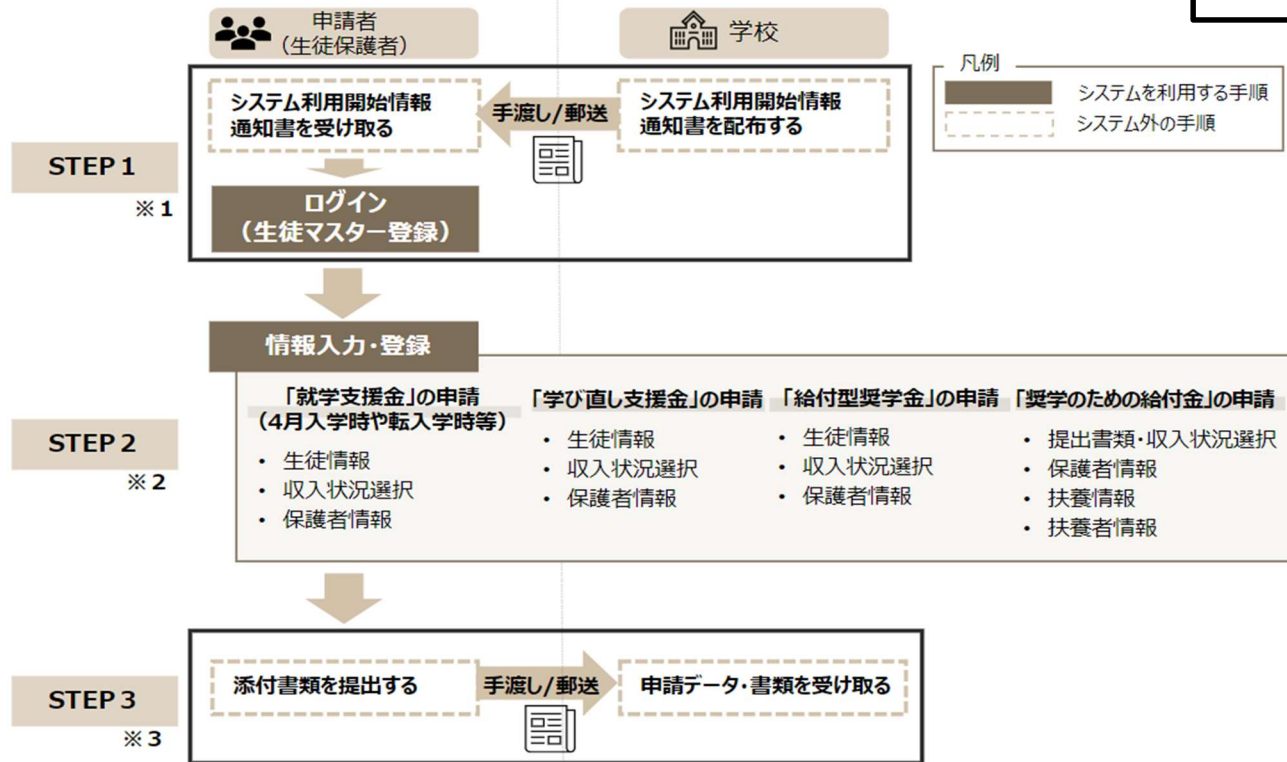 申請者
(生徒保護者)
学校
凡例
システムを利用する手順
システム外の手順
STEP 1
※1
システム利用開始情報
通知書を受け取る
手渡し/郵送
システム利用開始情報
通知書を配布する
ログイン
(生徒マスター登録)
情報入力・登録
STEP 2
※2
「就学支援金」の申請
(4月入学時や転入学時等)
・ 生徒情報
・ 収入状況選択
・ 保護者情報
「学び直し支援金」の申請
・ 生徒情報
・ 収入状況選択
・ 保護者情報
「給付型奨学金」の申請
・ 生徒情報
・ 収入状況選択
・ 保護者情報
「奨学のための給付金」の申請
・ 提出書類・収入状況選択
・ 保護者情報
・ 扶養情報
・ 扶養者情報
STEP 3
※3
添付書類を提出する
手渡し/郵送
申請データ・書類を受け取る